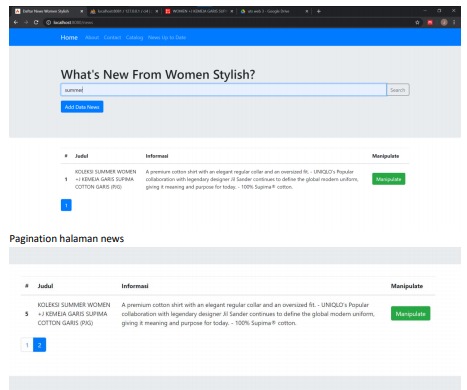 Daftar News Women Stylish
localhost:8080 / 127.0.0.1 / ci4 |
WOMEN +J KEMEJA GARIS SUP
uts web 2 - Google Drive
localhost:8080/news
Home About Contact Catalog News Up to Date
What's New From Women Stylish?
summer
Search
Add Data News
# Judul Informasi Manipulate
1 KOLEKSI SUMMER WOMEN +J KEMEJA GARIS SUPIMA COTTON GARIS (PJG)
A premium cotton shirt with an elegant regular collar and an oversized fit. - UNIQLO's Popular
collaboration with legendary designer Jil Sander continues to define the global modern uniform,
giving it meaning and purpose for today. - 100% Supima® cotton.
Manipulate
1
Pagination halaman news
# Judul Informasi Manipulate
5 KOLEKSI SUMMER WOMEN +J KEMEJA GARIS SUPIMA COTTON GARIS (PJG)
A premium cotton shirt with an elegant regular collar and an oversized fit. - UNIQLO's Popular
collaboration with legendary designer Jil Sander continues to define the global modern uniform,
giving it meaning and purpose for today. - 100% Supima® cotton.
Manipulate
1 2